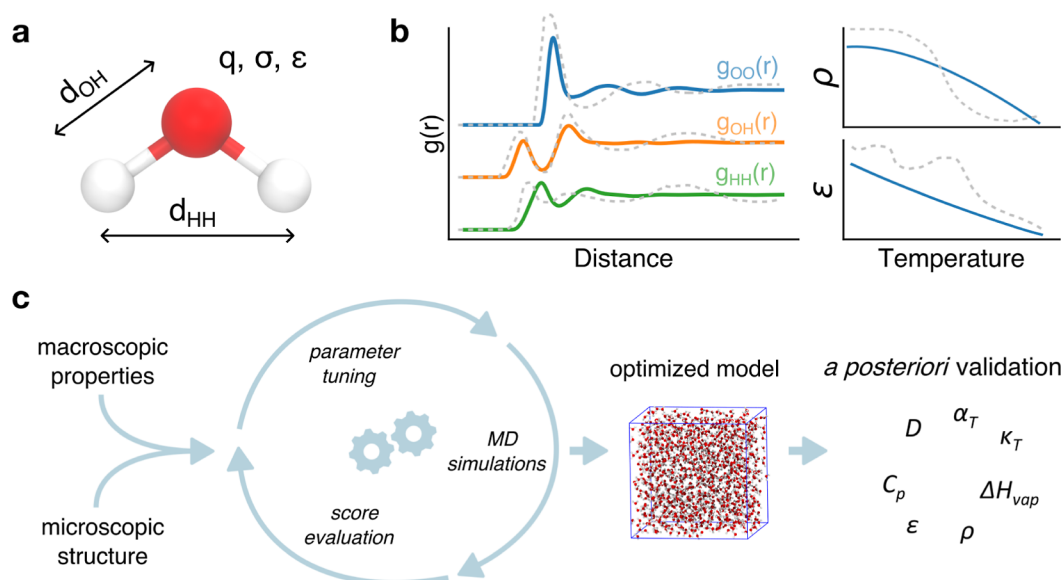 a
q, σ, ε
d_OH
d_HH
b
g(r)
g_OO(r)
g_OH(r)
g_HH(r)
Distance
ρ
ε
Temperature
c
macroscopic
properties
microscopic
structure
parameter
tuning
MD
simulations
score
evaluation
optimized model
a posteriori validation
D
α_T
κ_T
C_p
ΔH_vap
ε
ρ